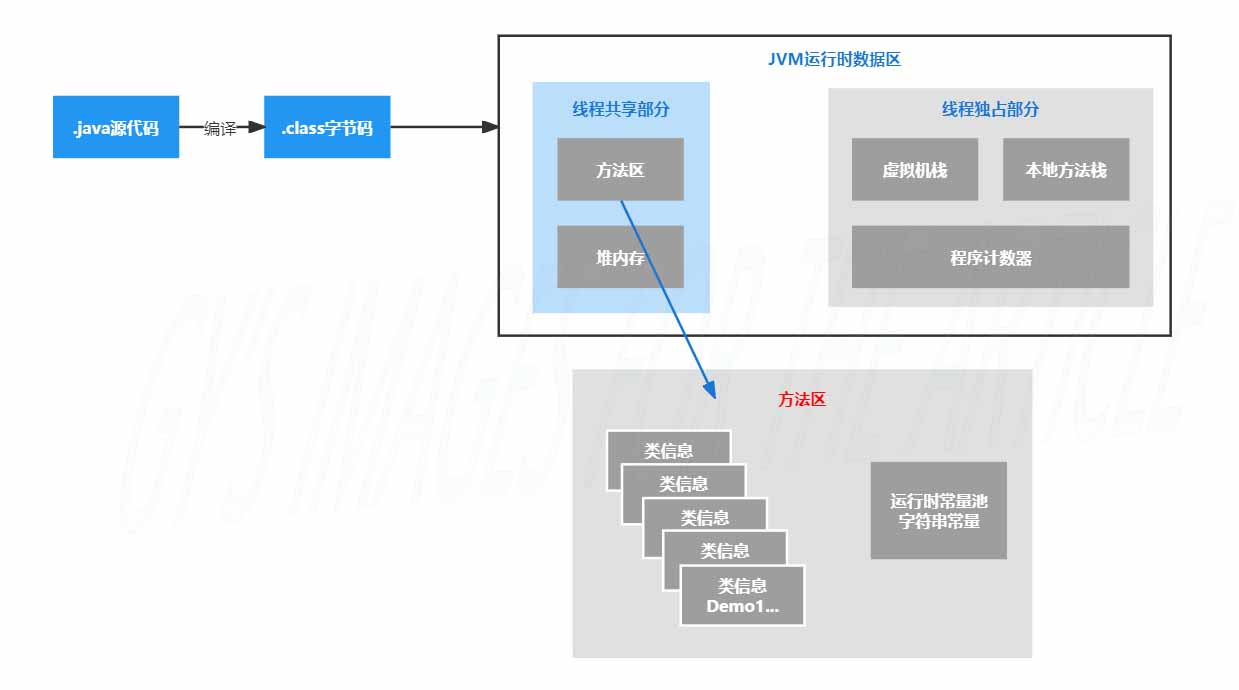 JVM运行时数据区
.java源代码
编译
.class字节码
线程共享部分
方法区
堆内存
线程独占部分
虚拟机栈
本地方法栈
程序计数器
方法区
类信息
类信息
类信息
类信息
类信息
Demo1...
运行时常量池
字符串常量